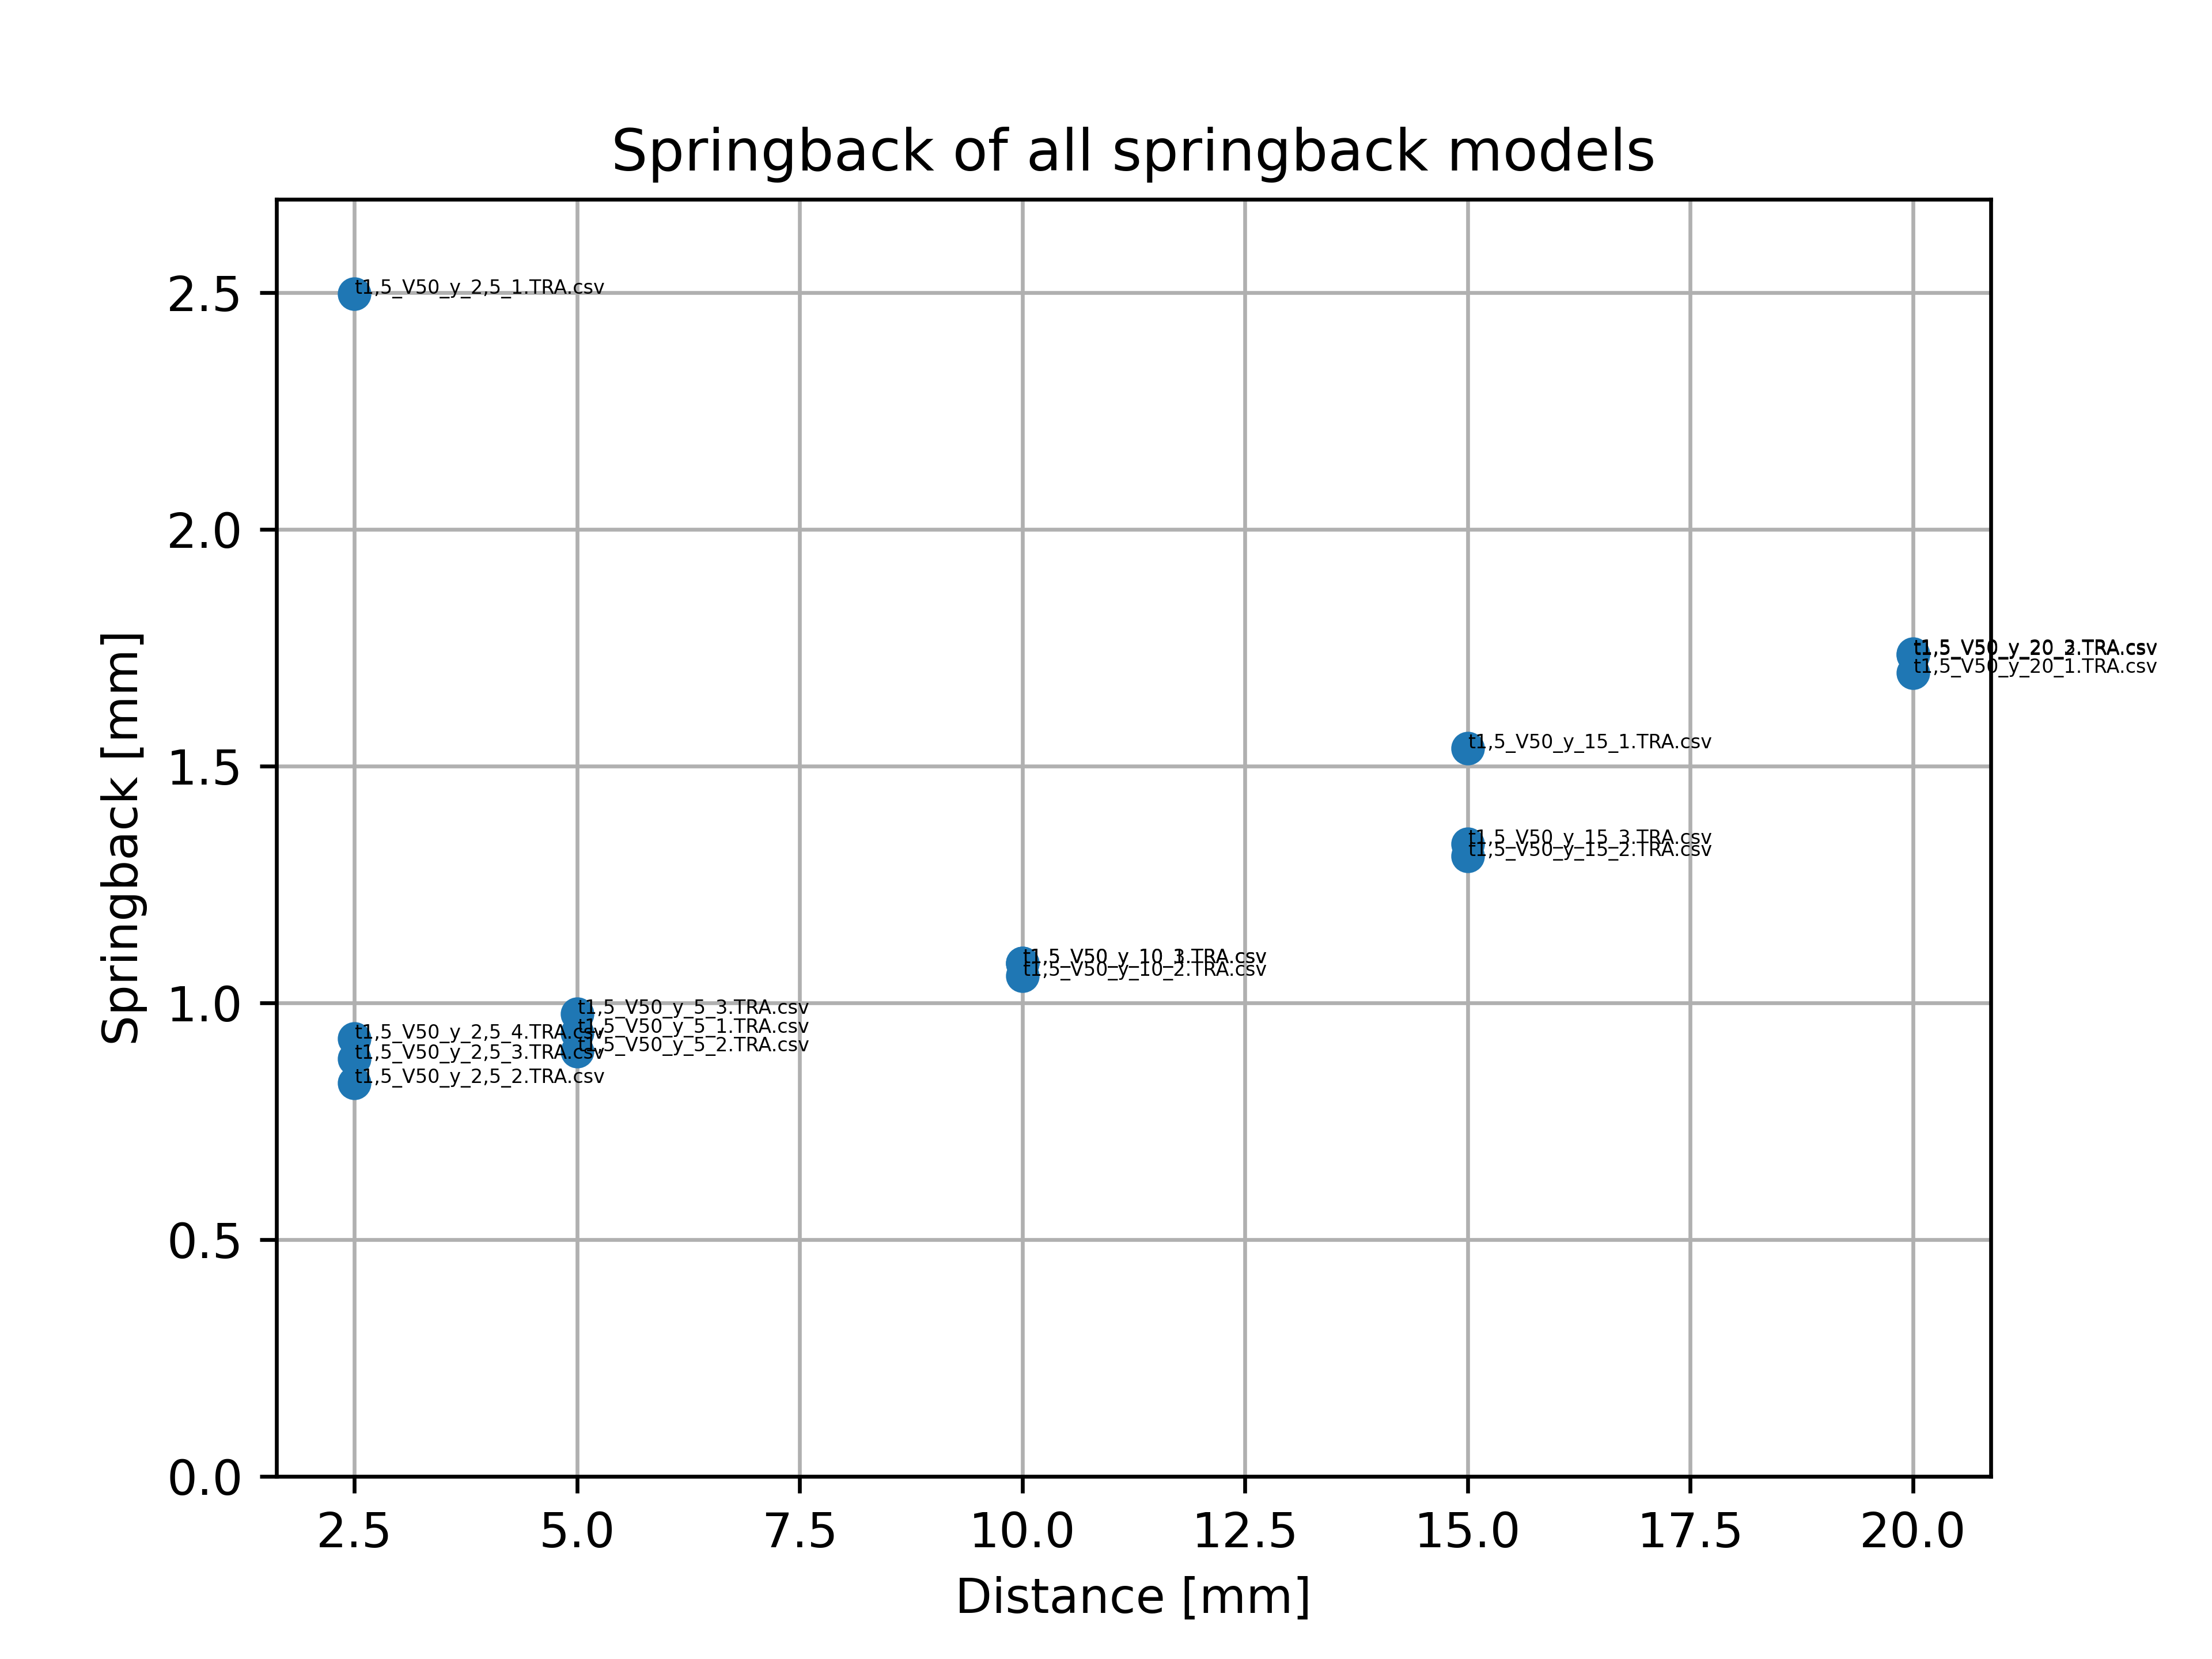 Springback of all springback models
Springback [mm]
2.5
2.0
1.5
1.0
0.5
0.0
t1,5_V50_y_2,5_1.TRA.csv
t1,5_V50_y_20_1.TRA.csv
t1,5_V50_y_15_1.TRA.csv
t1,5_V50_y_15_3.TRA.csv
t1,5_V50_y_15_2.TRA.csv
t1,5_V50_y_10_2.TRA.csv
t1,5_V50_y_5_3.TRA.csv
t1,5_V50_y_5_1.TRA.csv
t1,5_V50_y_5_2.TRA.csv
t1,5_V50_y_2,5_4.TRA.csv
t1,5_V50_y_2,5_3.TRA.csv
t1,5_V50_y_2,5_2.TRA.csv
2.5 5.0 7.5 10.0 12.5 15.0 17.5 20.0
Distance [mm]